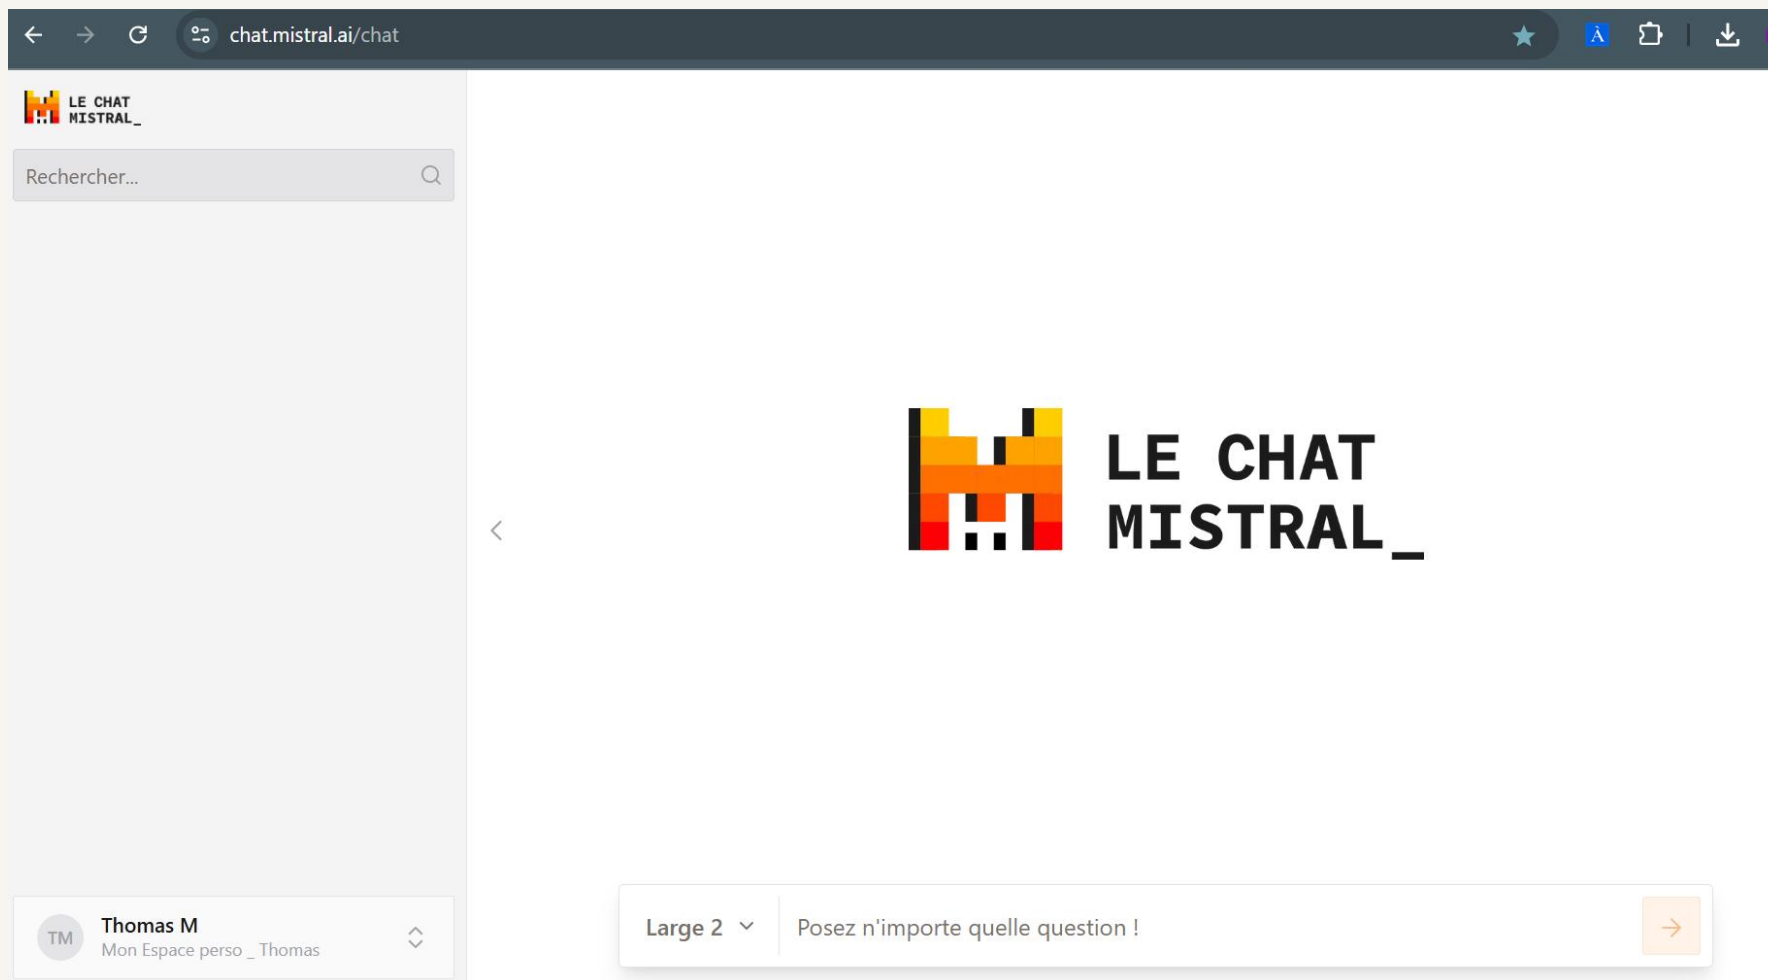 chat.mistral.ai/chat
À
LE CHAT
MISTRAL_
Rechercher...
LE CHAT
MISTRAL_
TM
Thomas M
Mon Espace perso _ Thomas
Large 2
Posez n'importe quelle question !